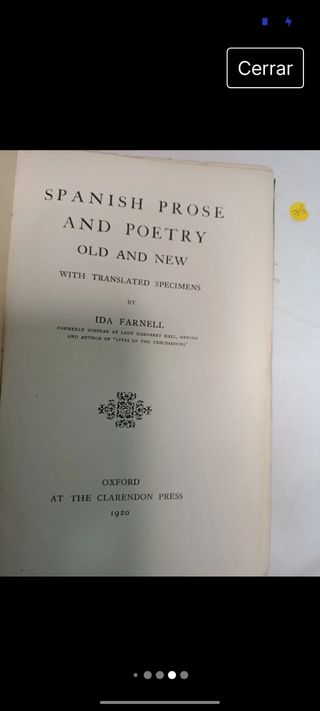 Cerrar
SPANISH PROSE
AND POETRY
OLD AND NEW
WITH TRANSLATED SPECIMENS
BY
IDA FARNELL
FORMERLY SCHOLAR AT LADY MARGARET HALL, OXFORD
AND AUTHOR OF 'LIVES OF THE TROUBADOURS'
OXFORD
AT THE CLARENDON PRESS
1920